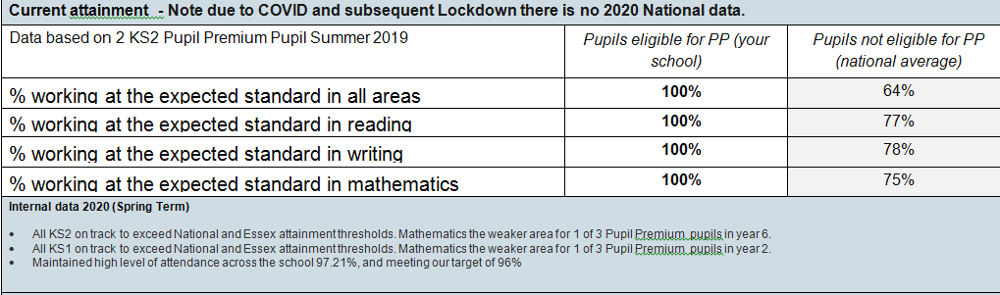 Current attainment - Note due to COVID and subsequent Lockdown there is no 2020 National data.
Data based on 2 KS2 Pupil Premium Pupil Summer 2019
Pupils eligible for PP (your school)
Pupils not eligible for PP (national average)
% working at the expected standard in all areas 100% 64%
% working at the expected standard in reading 100% 77%
% working at the expected standard in writing 100% 78%
% working at the expected standard in mathematics 100% 75%
Internal data 2020 (Spring Term)
• All KS2 on track to exceed National and Essex attainment thresholds. Mathematics the weaker area for 1 of 3 Pupil Premium pupils in year 6.
• All KS1 on track to exceed National and Essex attainment thresholds. Mathematics the weaker area for 1 of 3 Pupil Premium pupils in year 2.
• Maintained high level of attendance across the school 97.21%, and meeting our target of 96%